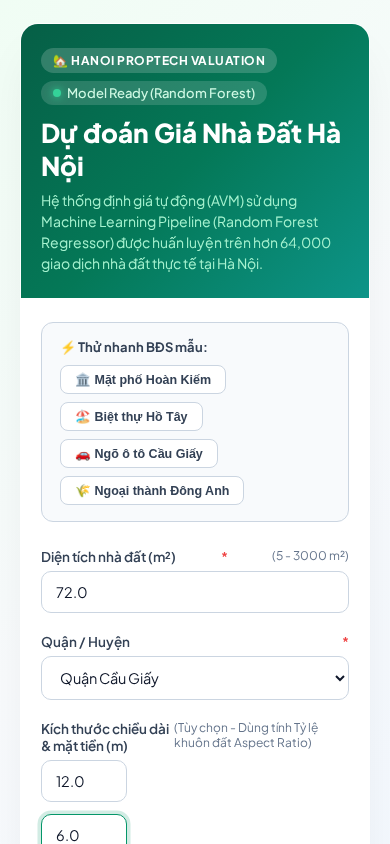 🏡 HANOI PROPTECH VALUATION
Model Ready (Random Forest)
Dự đoán Giá Nhà Đất Hà
Nội
Hệ thống định giá tự động (AVM) sử dụng
Machine Learning Pipeline (Random Forest
Regressor) được huấn luyện trên hơn 64,000
giao dịch nhà đất thực tế tại Hà Nội.
⚡ Thử nhanh BĐS mẫu:
🏛️ Mặt phố Hoàn Kiếm
🏖️ Biệt thự Hồ Tây
🚗 Ngõ ô tô Cầu Giấy
🌾 Ngoại thành Đông Anh
Diện tích nhà đất (m²) * (5 - 3000 m²)
72.0
Quận / Huyện *
Quận Cầu Giấy
Kích thước chiều dài
& mặt tiền (m)
(Tùy chọn - Dùng tính Tỷ lệ
khuôn đất Aspect Ratio)
12.0
6.0